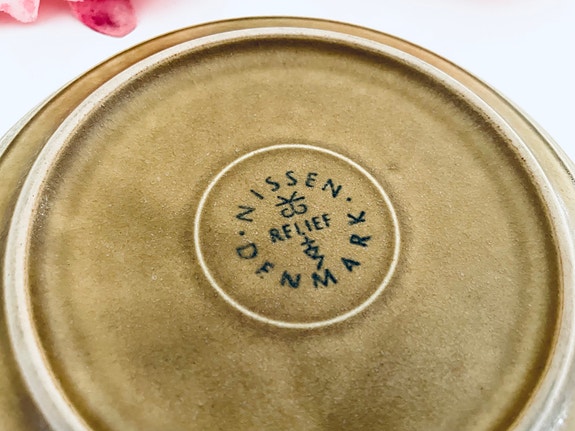 · NISSEN ·
RELIEF
DENMARK